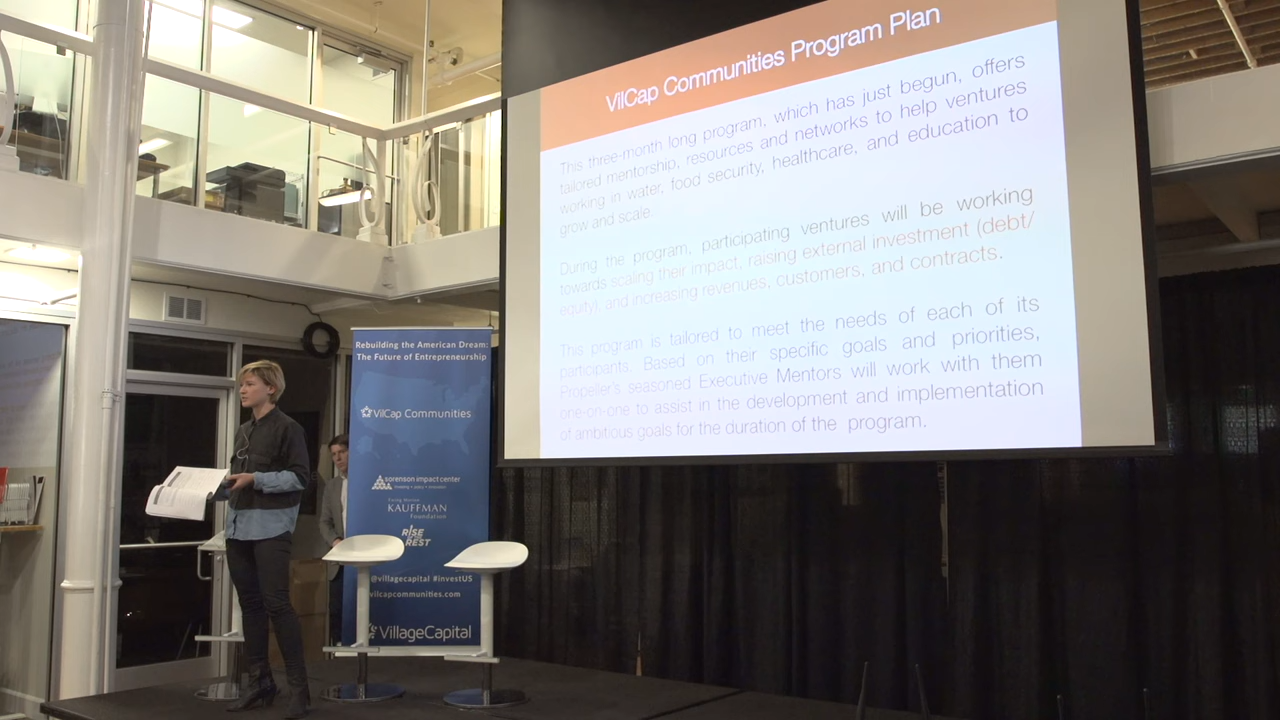 VilCap Communities Program Plan
This three-month long program, which has just begun, offers
tailored mentorship, resources and networks to help ventures
working in water, food security, healthcare, and education to
grow and scale.
During the program, participating ventures will be working
towards scaling their impact, raising external investment (debt/
equity), and increasing revenues, customers, and contracts.
This program is tailored to meet the needs of each of its
participants. Based on their specific goals and priorities,
Propeller's seasoned Executive Mentors will work with them
one-on-one to assist in the development and implementation
of ambitious goals for the duration of the program.
Rebuilding the American Dream:
The Future of Entrepreneurship
VilCap Communities
sorenson impact center
KAUFFMAN
Foundation
RISE
REST
@villagecapital #investUS
vilcapcommunities.com
VillageCapital